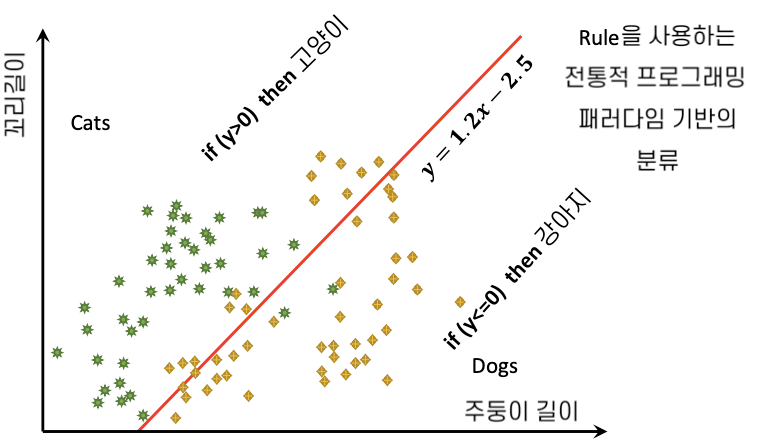 꼬리길이
Cats
if (y>0) then 고양이
y = 1.2x − 2.5
Rule을 사용하는
전통적 프로그래밍
패러다임 기반의
분류
if (y<=0) then 강아지
Dogs
주둥이 길이